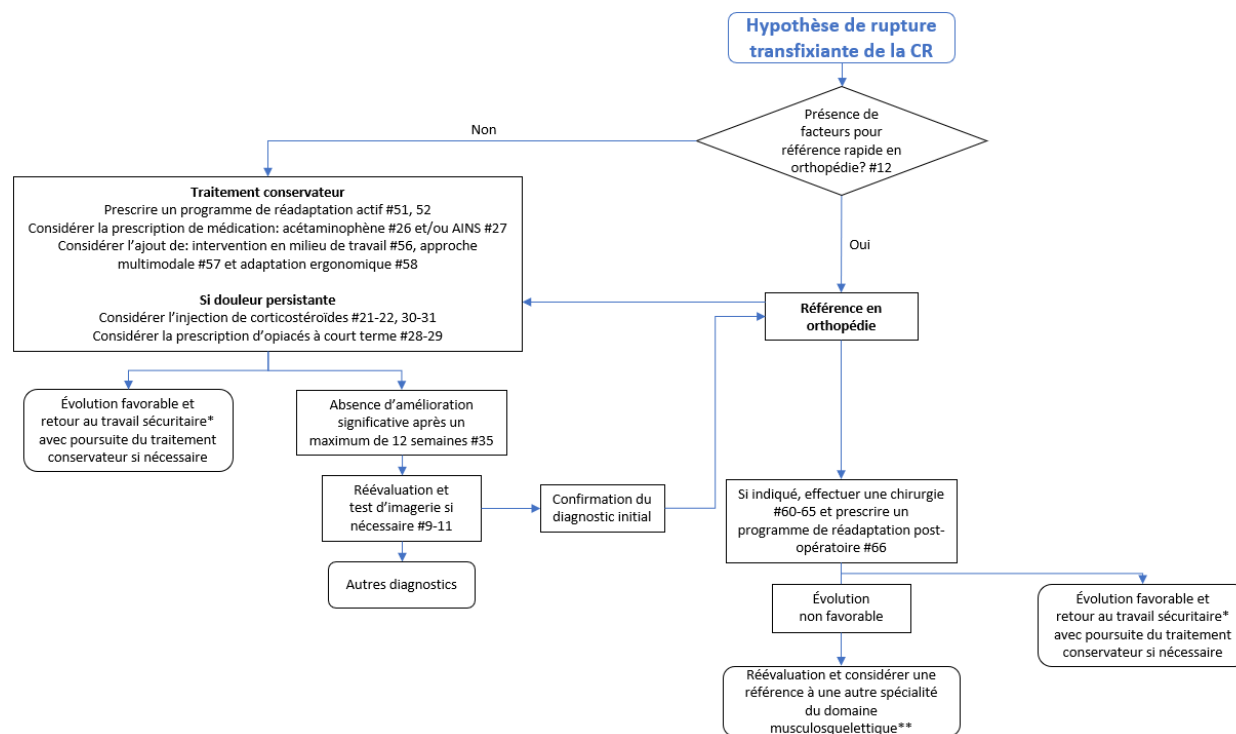 Hypothèse de rupture
transfixiante de la CR
Présence de
facteurs pour
référence rapide en
orthopédie? #12
Non
Oui
Traitement conservateur
Prescrire un programme de réadaptation actif #51, 52
Considérer la prescription de médication: acétaminophène #26 et/ou AINS #27
Considérer l'ajout de: intervention en milieu de travail #56, approche
multimodale #57 et adaptation ergonomique #58
Si douleur persistante
Considérer l'injection de corticostéroïdes #21-22, 30-31
Considérer la prescription d'opiacés à court terme #28-29
Référence en
orthopédie
Évolution favorable et
retour au travail sécuritaire*
avec poursuite du traitement
conservateur si nécessaire
Absence d'amélioration
significative après un
maximum de 12 semaines #35
Réévaluation et
test d'imagerie si
nécessaire #9-11
Confirmation du
diagnostic initial
Autres diagnostics
Si indiqué, effectuer une chirurgie
#60-65 et prescrire un
programme de réadaptation post-
opératoire #66
Évolution
non favorable
Évolution favorable et
retour au travail sécuritaire*
avec poursuite du traitement
conservateur si nécessaire
Réévaluation et considérer une
référence à une autre spécialité
du domaine
musculosquelettique**